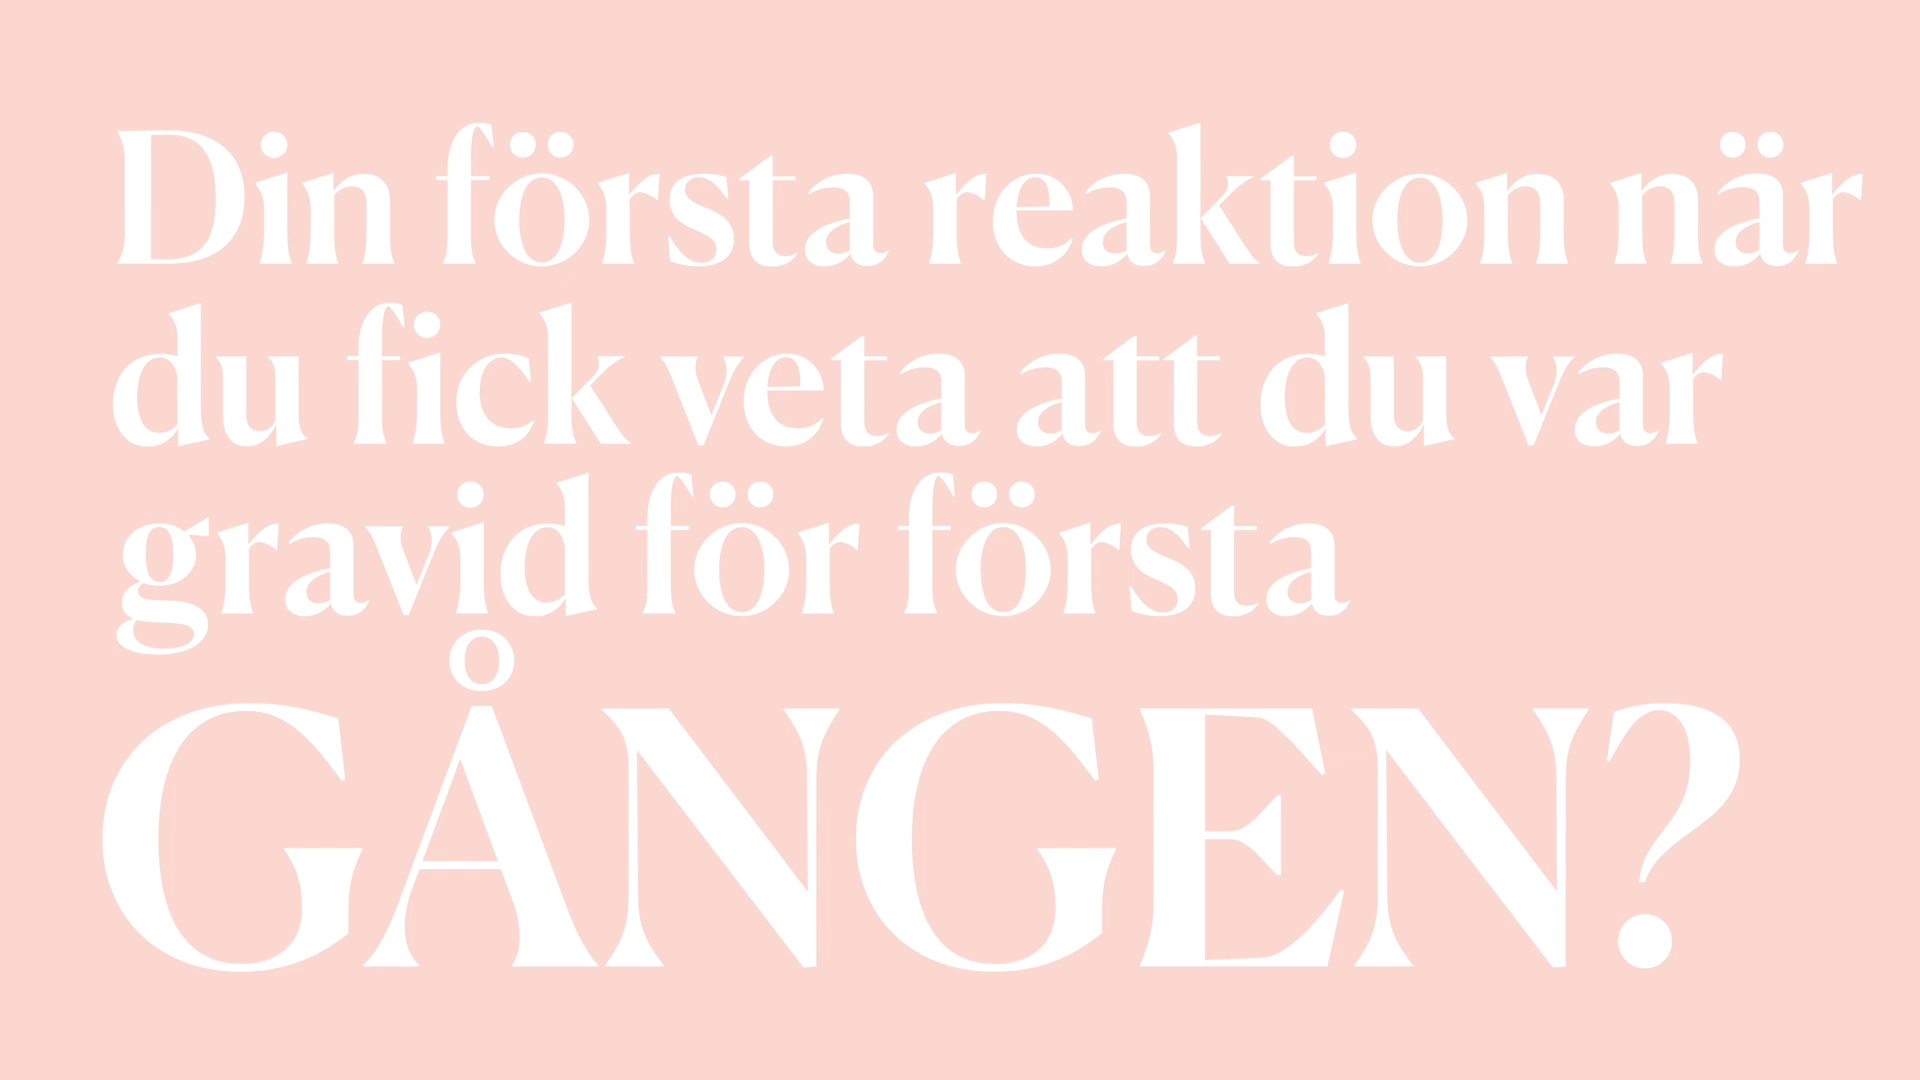 Din första reaktion när
du fick veta att du var
gravid för första
GÅNGEN?